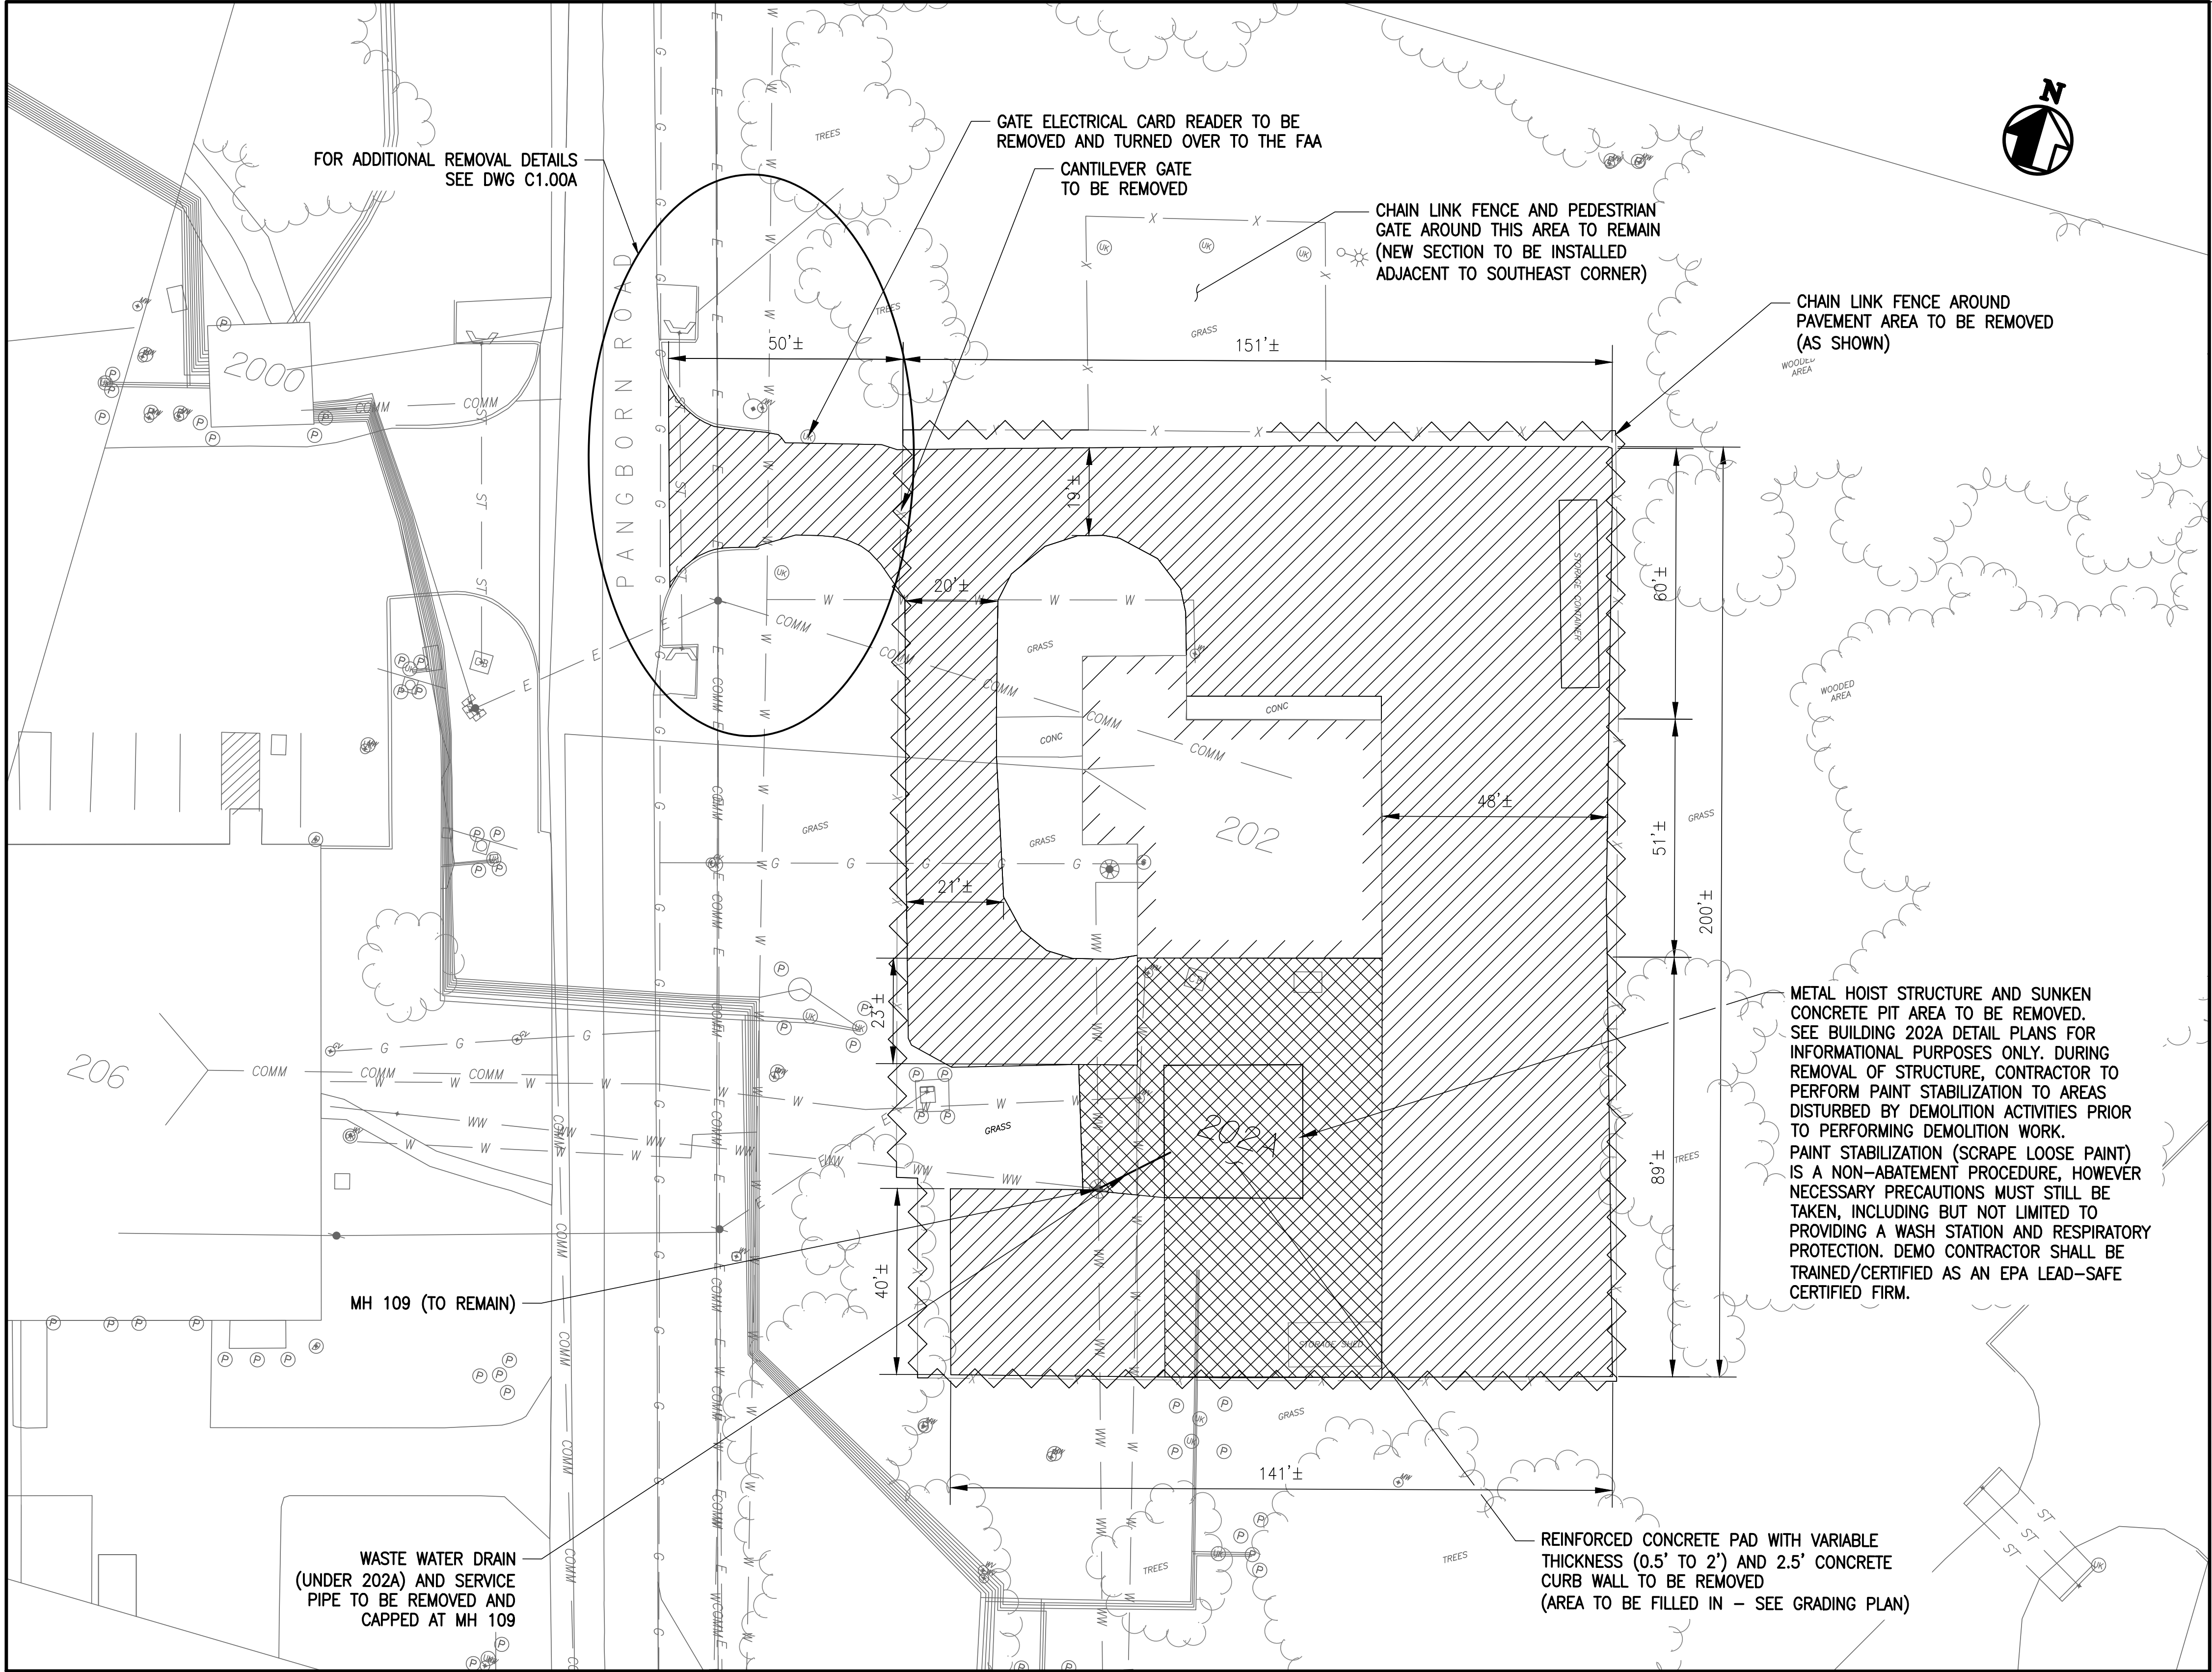 N
GATE ELECTRICAL CARD READER TO BE
REMOVED AND TURNED OVER TO THE FAA
FOR ADDITIONAL REMOVAL DETAILS
SEE DWG C1.00A
CANTILEVER GATE
TO BE REMOVED
CHAIN LINK FENCE AND PEDESTRIAN
GATE AROUND THIS AREA TO REMAIN
(NEW SECTION TO BE INSTALLED
ADJACENT TO SOUTHEAST CORNER)
CHAIN LINK FENCE AROUND
PAVEMENT AREA TO BE REMOVED
(AS SHOWN)
TREES
TREES
GRASS
WOODED
AREA
PANGBORN ROAD
2000
50'±
151'±
19'±
20'±
60'±
STORAGE CONTAINER
GRASS
CONC
CONC
WOODED
AREA
202
48'±
51'±
GRASS
200'±
GRASS
GRASS
21'±
23'±
206
GRASS
202A
89'±
TREES
40'±
STORAGE SHED
METAL HOIST STRUCTURE AND SUNKEN
CONCRETE PIT AREA TO BE REMOVED.
SEE BUILDING 202A DETAIL PLANS FOR
INFORMATIONAL PURPOSES ONLY. DURING
REMOVAL OF STRUCTURE, CONTRACTOR TO
PERFORM PAINT STABILIZATION TO AREAS
DISTURBED BY DEMOLITION ACTIVITIES PRIOR
TO PERFORMING DEMOLITION WORK.
PAINT STABILIZATION (SCRAPE LOOSE PAINT)
IS A NON-ABATEMENT PROCEDURE, HOWEVER
NECESSARY PRECAUTIONS MUST STILL BE
TAKEN, INCLUDING BUT NOT LIMITED TO
PROVIDING A WASH STATION AND RESPIRATORY
PROTECTION. DEMO CONTRACTOR SHALL BE
TRAINED/CERTIFIED AS AN EPA LEAD-SAFE
CERTIFIED FIRM.
MH 109 (TO REMAIN)
GRASS
141'±
TREES
TREES
WASTE WATER DRAIN
(UNDER 202A) AND SERVICE
PIPE TO BE REMOVED AND
CAPPED AT MH 109
REINFORCED CONCRETE PAD WITH VARIABLE
THICKNESS (0.5' TO 2') AND 2.5' CONCRETE
CURB WALL TO BE REMOVED
(AREA TO BE FILLED IN - SEE GRADING PLAN)